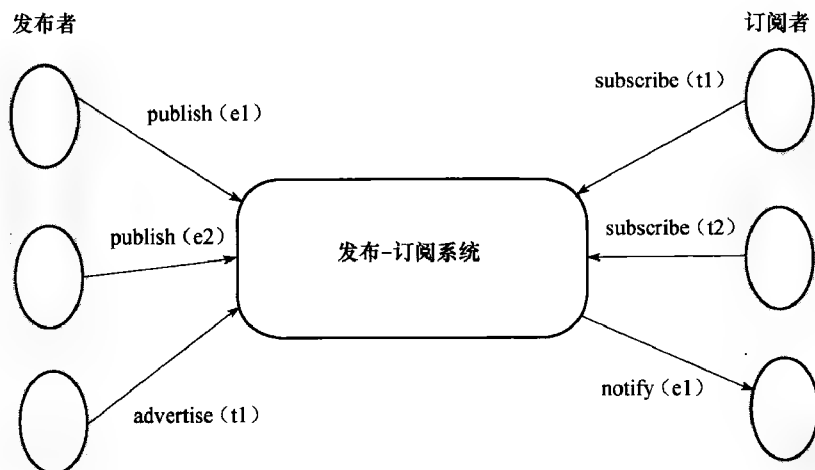 发布者
订阅者
publish（e1）
subscribe（t1）
publish（e2）
发布-订阅系统
subscribe（t2）
advertise（t1）
notify（e1）